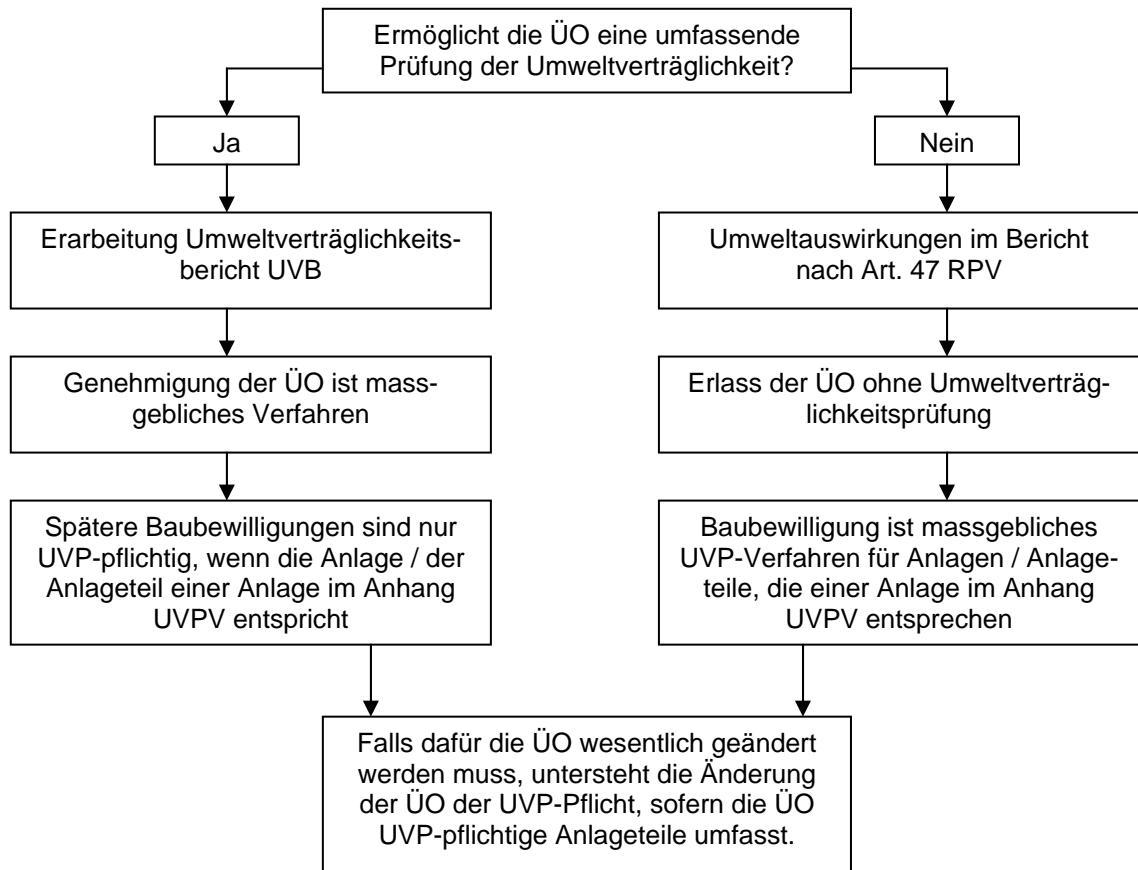 Ermöglicht die ÜO eine umfassende
Prüfung der Umweltverträglichkeit?
Ja
Nein
Erarbeitung Umweltverträglichkeits-
bericht UVB
Umweltauswirkungen im Bericht
nach Art. 47 RPV
Genehmigung der ÜO ist mass-
gebliches Verfahren
Erlass der ÜO ohne Umweltverträg-
lichkeitsprüfung
Spätere Baubewilligungen sind nur
UVP-pflichtig, wenn die Anlage / der
Anlageteil einer Anlage im Anhang
UVPV entspricht
Baubewilligung ist massgebliches
UVP-Verfahren für Anlagen / Anlage-
teile, die einer Anlage im Anhang
UVPV entsprechen
Falls dafür die ÜO wesentlich geändert
werden muss, untersteht die Änderung
der ÜO der UVP-Pflicht, sofern die ÜO
UVP-pflichtige Anlageteile umfasst.